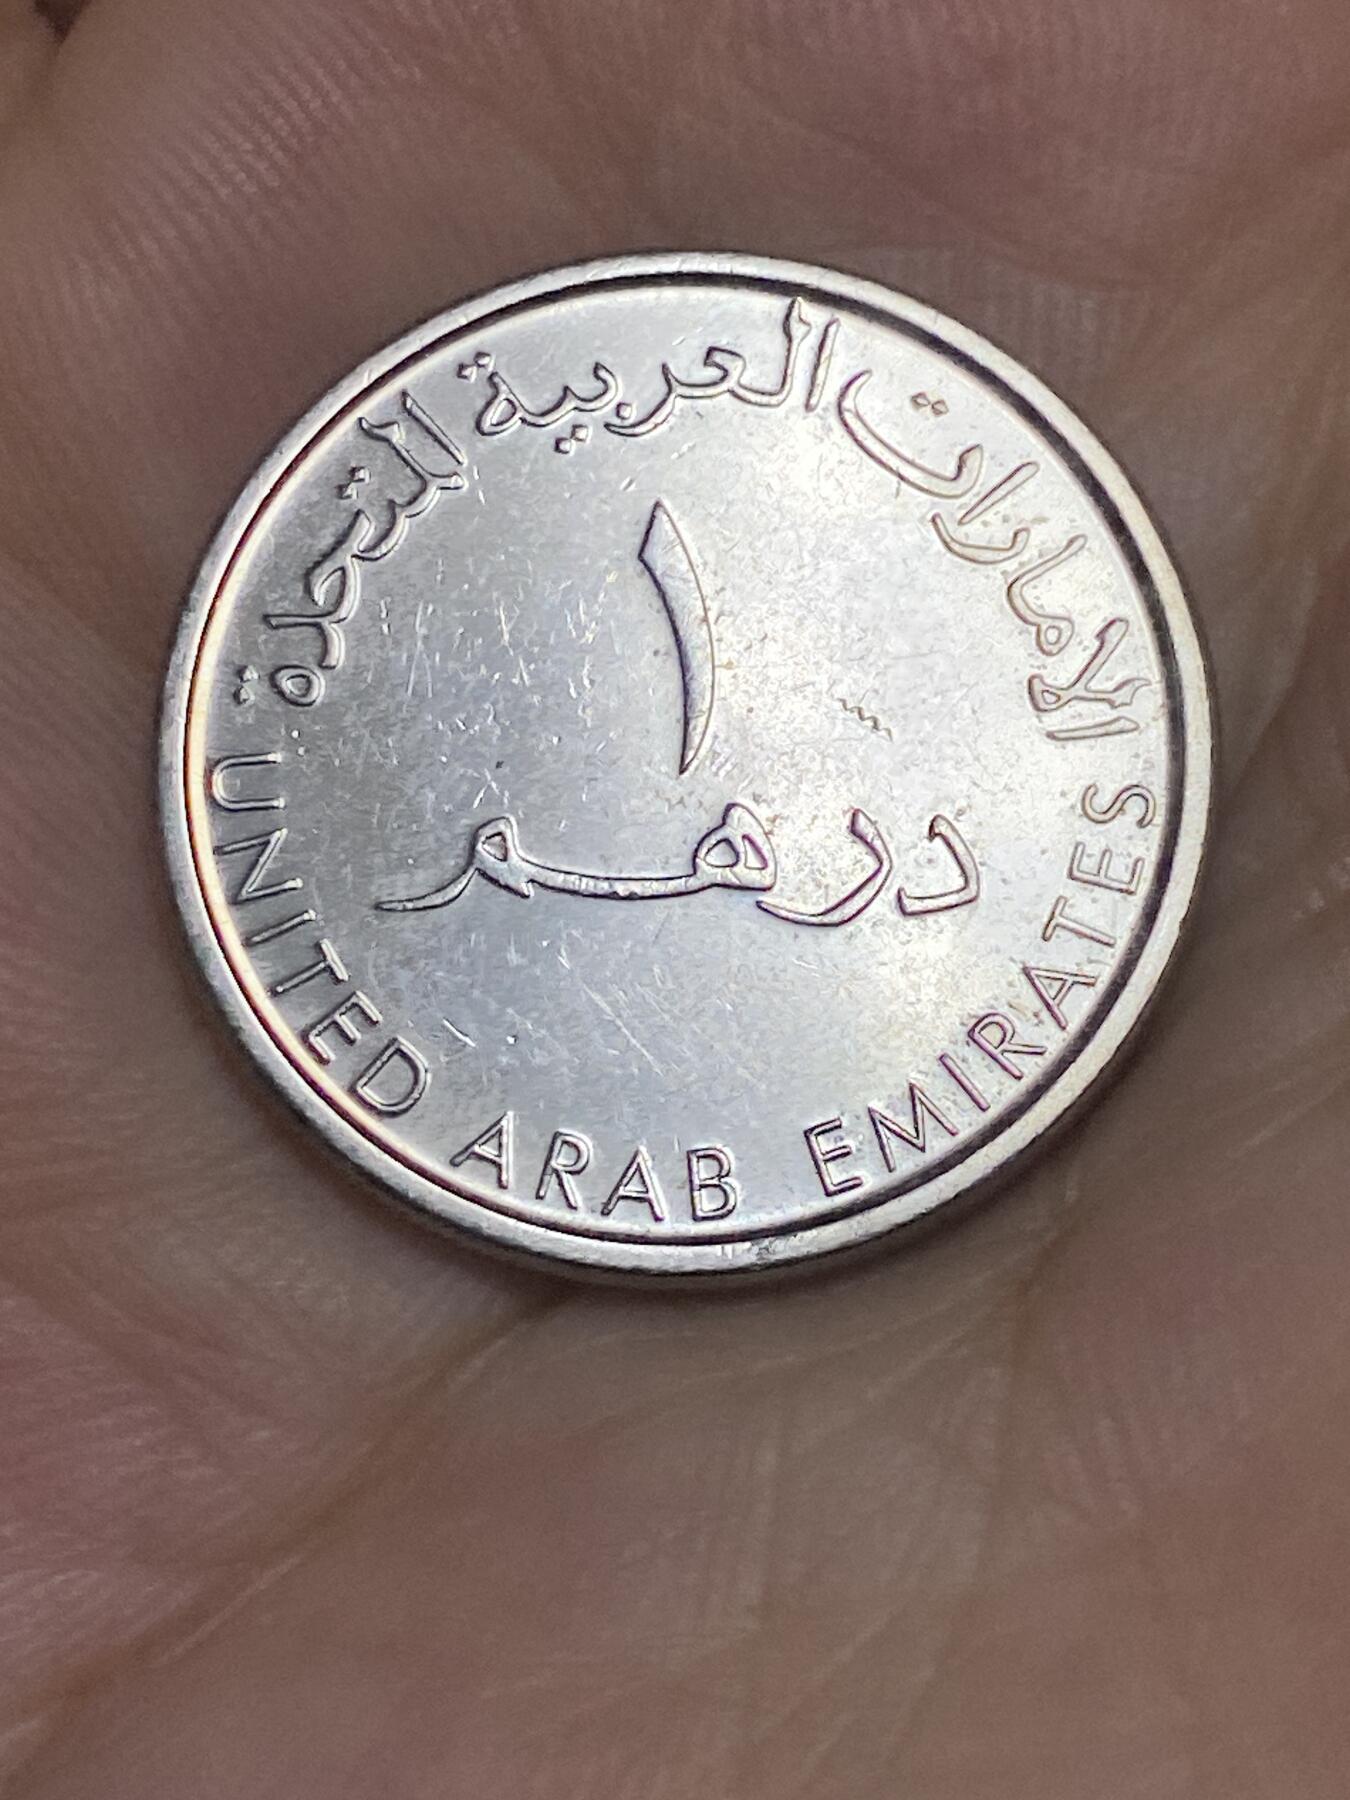 الإمارات العربية المتحدة
١
درهم
UNITED ARAB EMIRATES